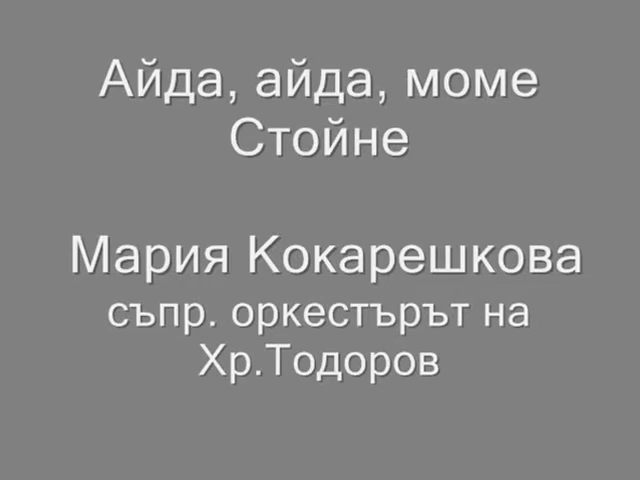 Айда, айда, моме
Стойне
Мария Кокарешкова
съпр. оркестърът на
Хр.Тодоров